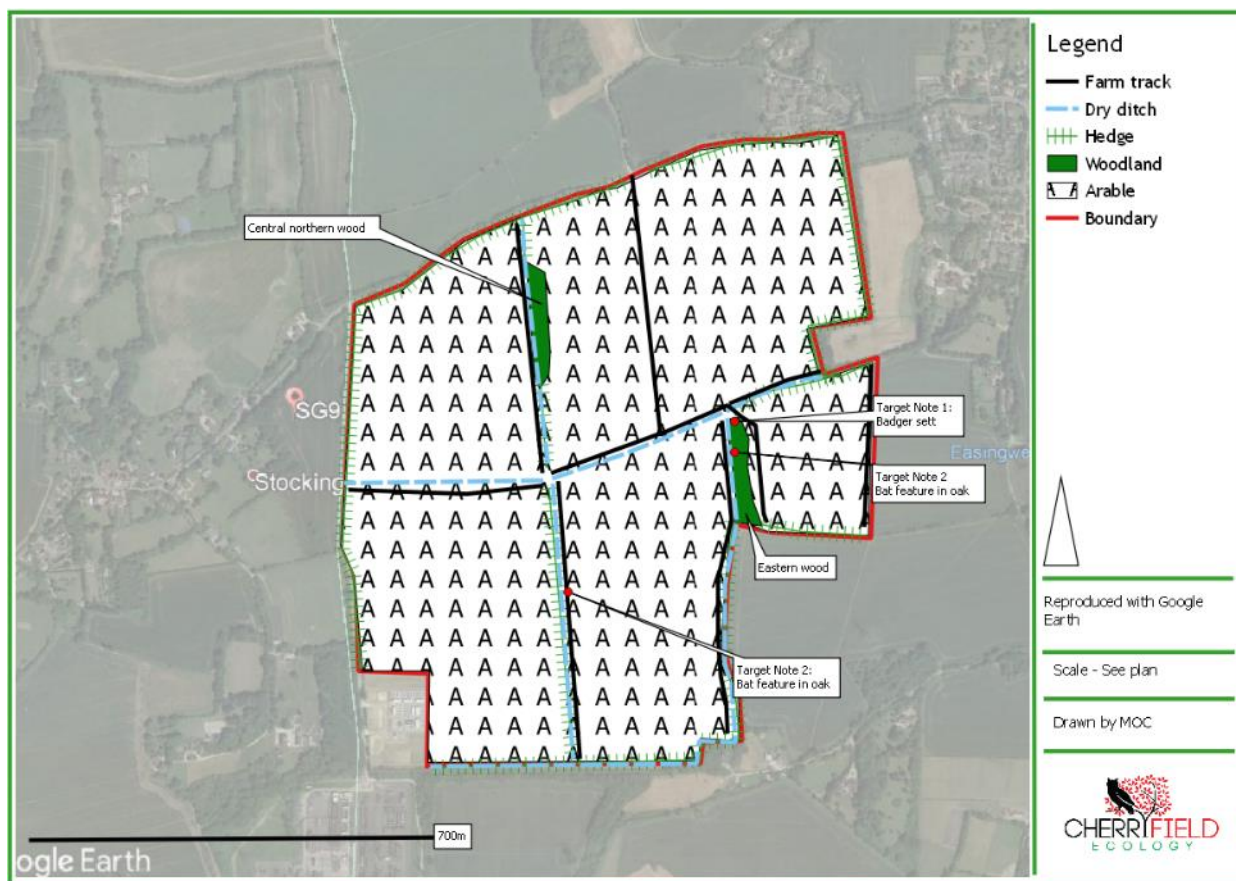 Legend
Farm track
Dry ditch
Hedge
Woodland
A Arable
Boundary
Central northern wood
SG9
Stocking
Target Note 1:
Badger sett
Easingwe
Target Note 2
Bat feature in oak
Eastern wood
Target Note 2:
Bat feature in oak
700m
ogle Earth
Reproduced with Google
Earth
Scale - See plan
Drawn by MOC
CHERRYFIELD
ECOLOGY